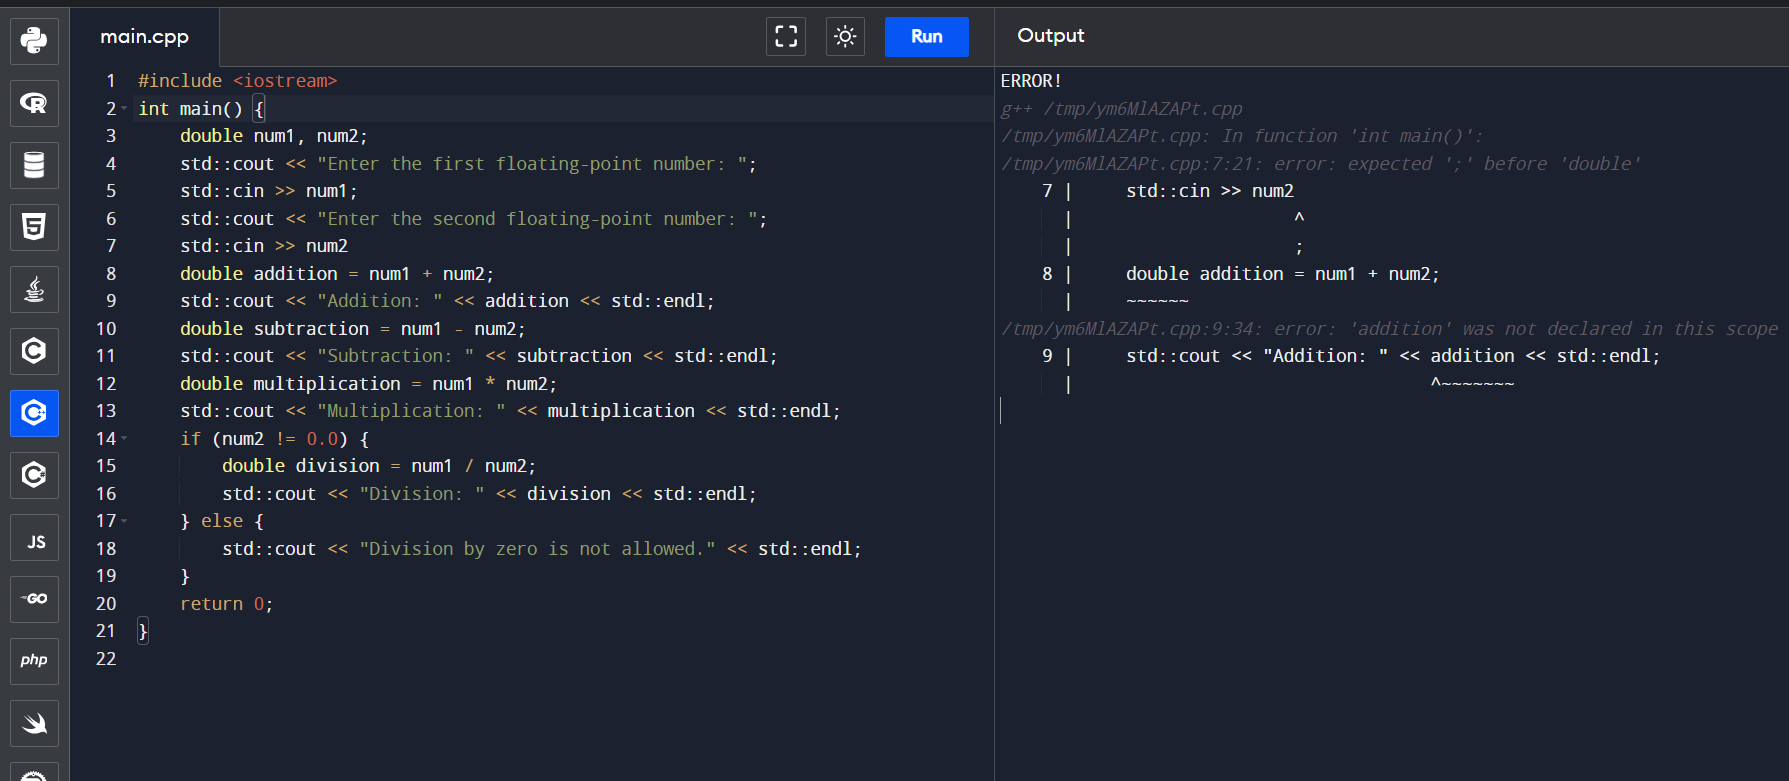 main.cpp
Run
Output
1 #include <iostream>
2 int main() {
3     double num1, num2;
4     std::cout << "Enter the first floating-point number: ";
5     std::cin >> num1;
6     std::cout << "Enter the second floating-point number: ";
7     std::cin >> num2
8     double addition = num1 + num2;
9     std::cout << "Addition: " << addition << std::endl;
10     double subtraction = num1 - num2;
11     std::cout << "Subtraction: " << subtraction << std::endl;
12     double multiplication = num1 * num2;
13     std::cout << "Multiplication: " << multiplication << std::endl;
14     if (num2 != 0.0) {
15         double division = num1 / num2;
16         std::cout << "Division: " << division << std::endl;
17     } else {
18         std::cout << "Division by zero is not allowed." << std::endl;
19     }
20     return 0;
21 }
22
ERROR!
g++ /tmp/ym6MlAZAPt.cpp
/tmp/ym6MlAZAPt.cpp: In function 'int main()':
/tmp/ym6MlAZAPt.cpp:7:21: error: expected ';' before 'double'
    7 |     std::cin >> num2
      |                     ^
      |                     ;
    8 |     double addition = num1 + num2;
      |     ~~~~~~
/tmp/ym6MlAZAPt.cpp:9:34: error: 'addition' was not declared in this scope
    9 |     std::cout << "Addition: " << addition << std::endl;
      |                                  ^~~~~~~~
R
5
C
C
C
JS
GO
php